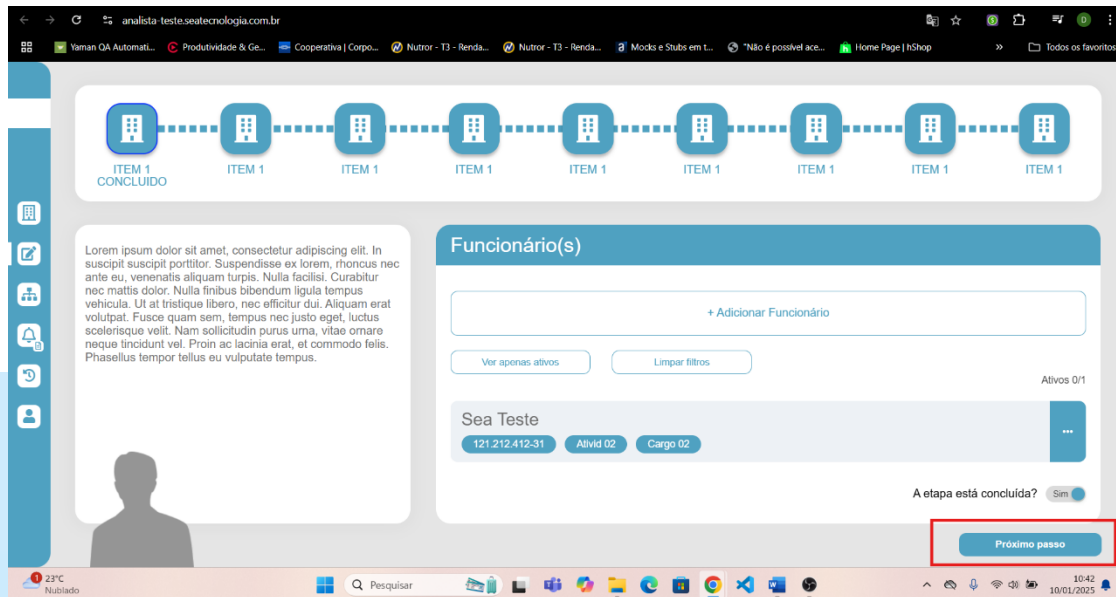 analista-teste.seatecnologia.com.br
Yaman QA Automati...
Produtividade & Ge...
Cooperativa | Corpo...
Nutror - T3 - Renda...
Nutror - T3 - Renda...
Mocks e Stubs em t...
"Não é possível ace...
Home Page | hShop
»
Todos os favoritos
D
ITEM 1
CONCLUIDO
ITEM 1
ITEM 1
ITEM 1
ITEM 1
ITEM 1
ITEM 1
ITEM 1
ITEM 1
Lorem ipsum dolor sit amet, consectetur adipiscing elit. In
suscipit suscipit porttitor. Suspendisse ex lorem, rhoncus nec
ante eu, venenatis aliquam turpis. Nulla facilisi. Curabitur
nec mattis dolor. Nulla finibus bibendum ligula tempus
vehicula. Ut at tristique libero, nec efficitur dui. Aliquam erat
volutpat. Fusce quam sem, tempus nec justo eget, luctus
scelerisque velit. Nam sollicitudin purus urna, vitae ornare
neque tincidunt vel. Proin ac lacinia erat, et commodo felis.
Phasellus tempor tellus eu vulputate tempus.
Funcionário(s)
+ Adicionar Funcionário
Ver apenas ativos
Limpar filtros
Ativos 0/1
Sea Teste
121.212.412-31
Ativid 02
Cargo 02
...
A etapa está concluída?
Sim
Próximo passo
1
23°C
Nublado
Pesquisar
10:42
10/01/2025